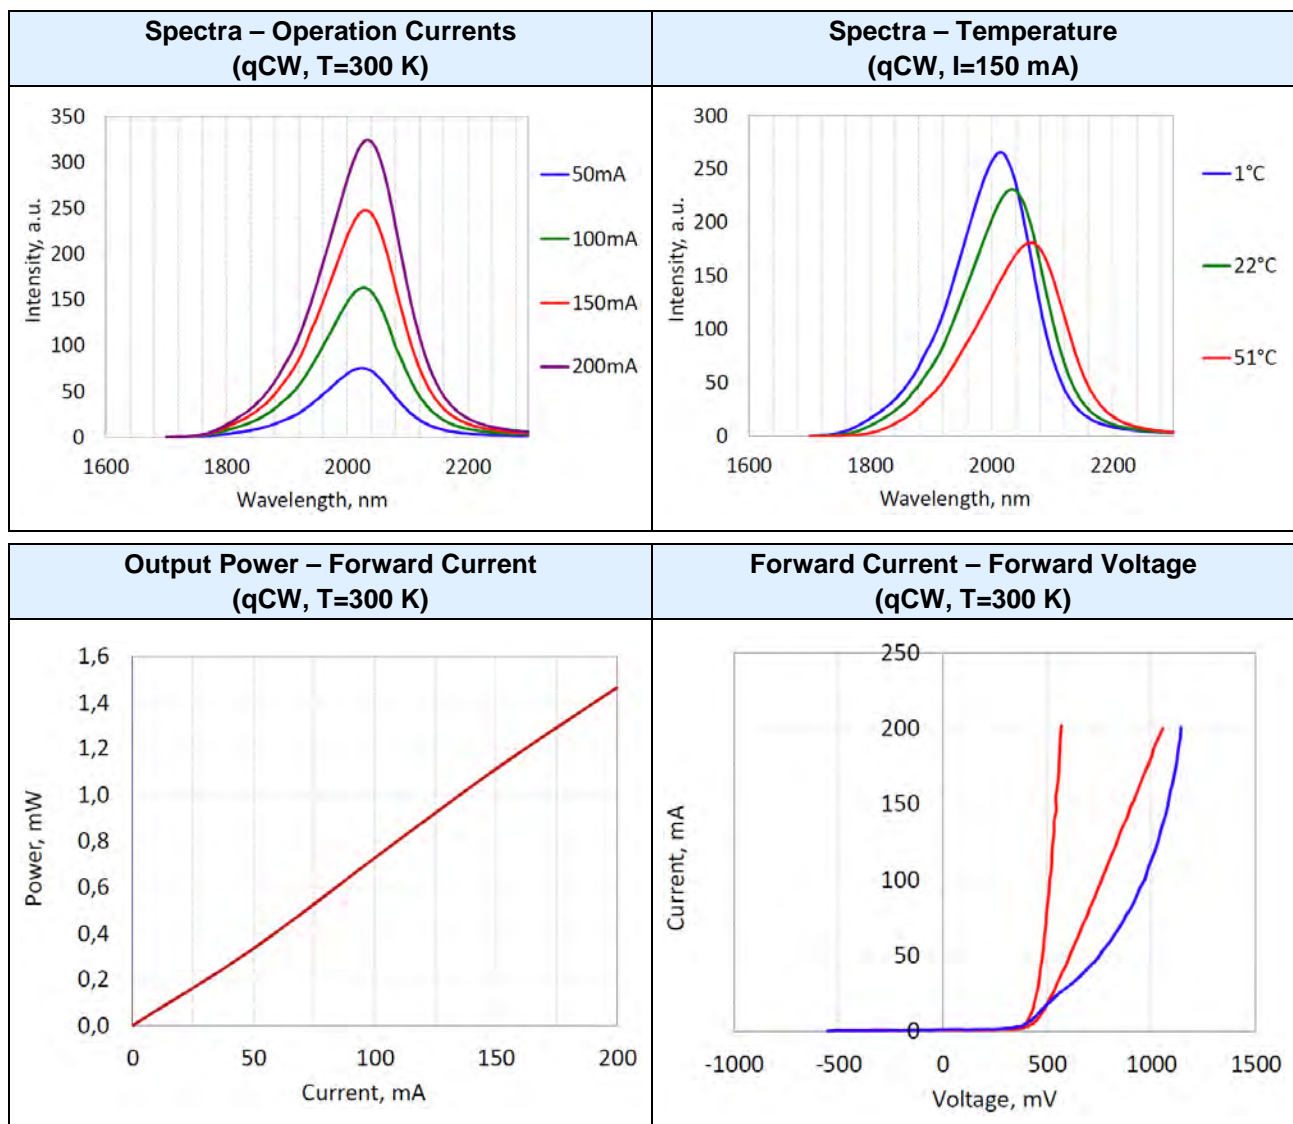 Spectra – Operation Currents
(qCW, T=300 K)
Spectra – Temperature
(qCW, I=150 mA)
350
300
250
200
150
100
50
0
Intensity, a.u.
1600
1800
2000
2200
Wavelength, nm
50mA
100mA
150mA
200mA
300
250
200
150
100
50
0
Intensity, a.u.
1600
1800
2000
2200
Wavelength, nm
1°C
22°C
51°C
Output Power – Forward Current
(qCW, T=300 K)
Forward Current – Forward Voltage
(qCW, T=300 K)
1,6
1,4
1,2
1,0
0,8
0,6
0,4
0,2
0,0
Power, mW
0
50
100
150
200
Current, mA
250
200
150
100
50
0
Current, mA
-1000
-500
0
500
1000
1500
Voltage, mV